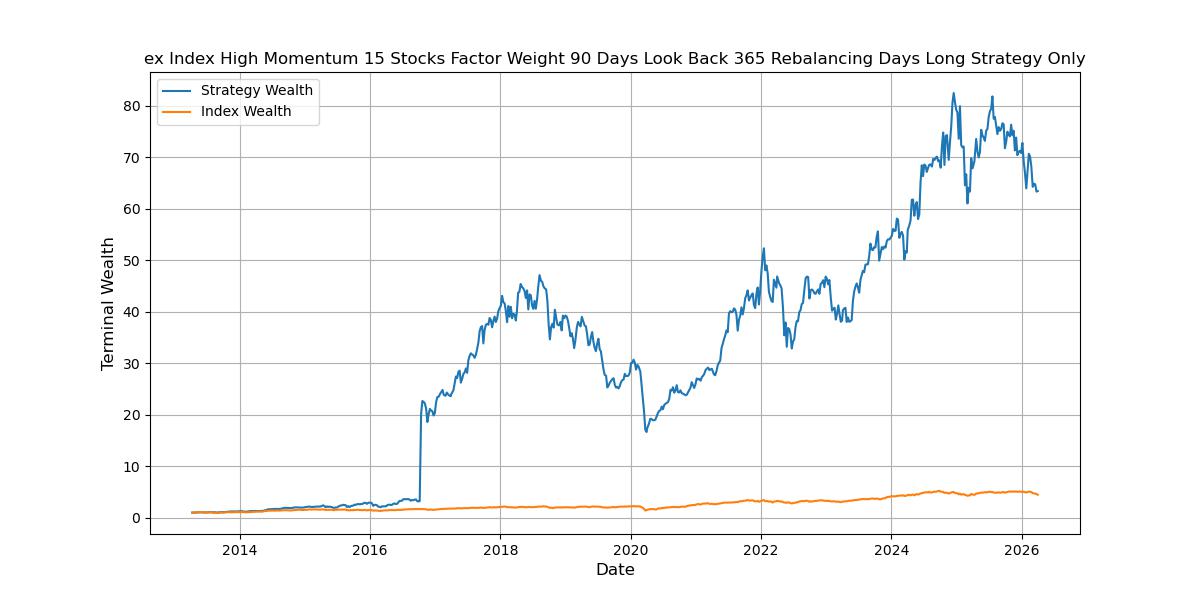 ex Index High Momentum 15 Stocks Factor Weight 90 Days Look Back 365 Rebalancing Days Long Strategy Only
Strategy Wealth
Index Wealth
Terminal Wealth
80
70
60
50
40
30
20
10
0
2014 2016 2018 2020 2022 2024 2026
Date